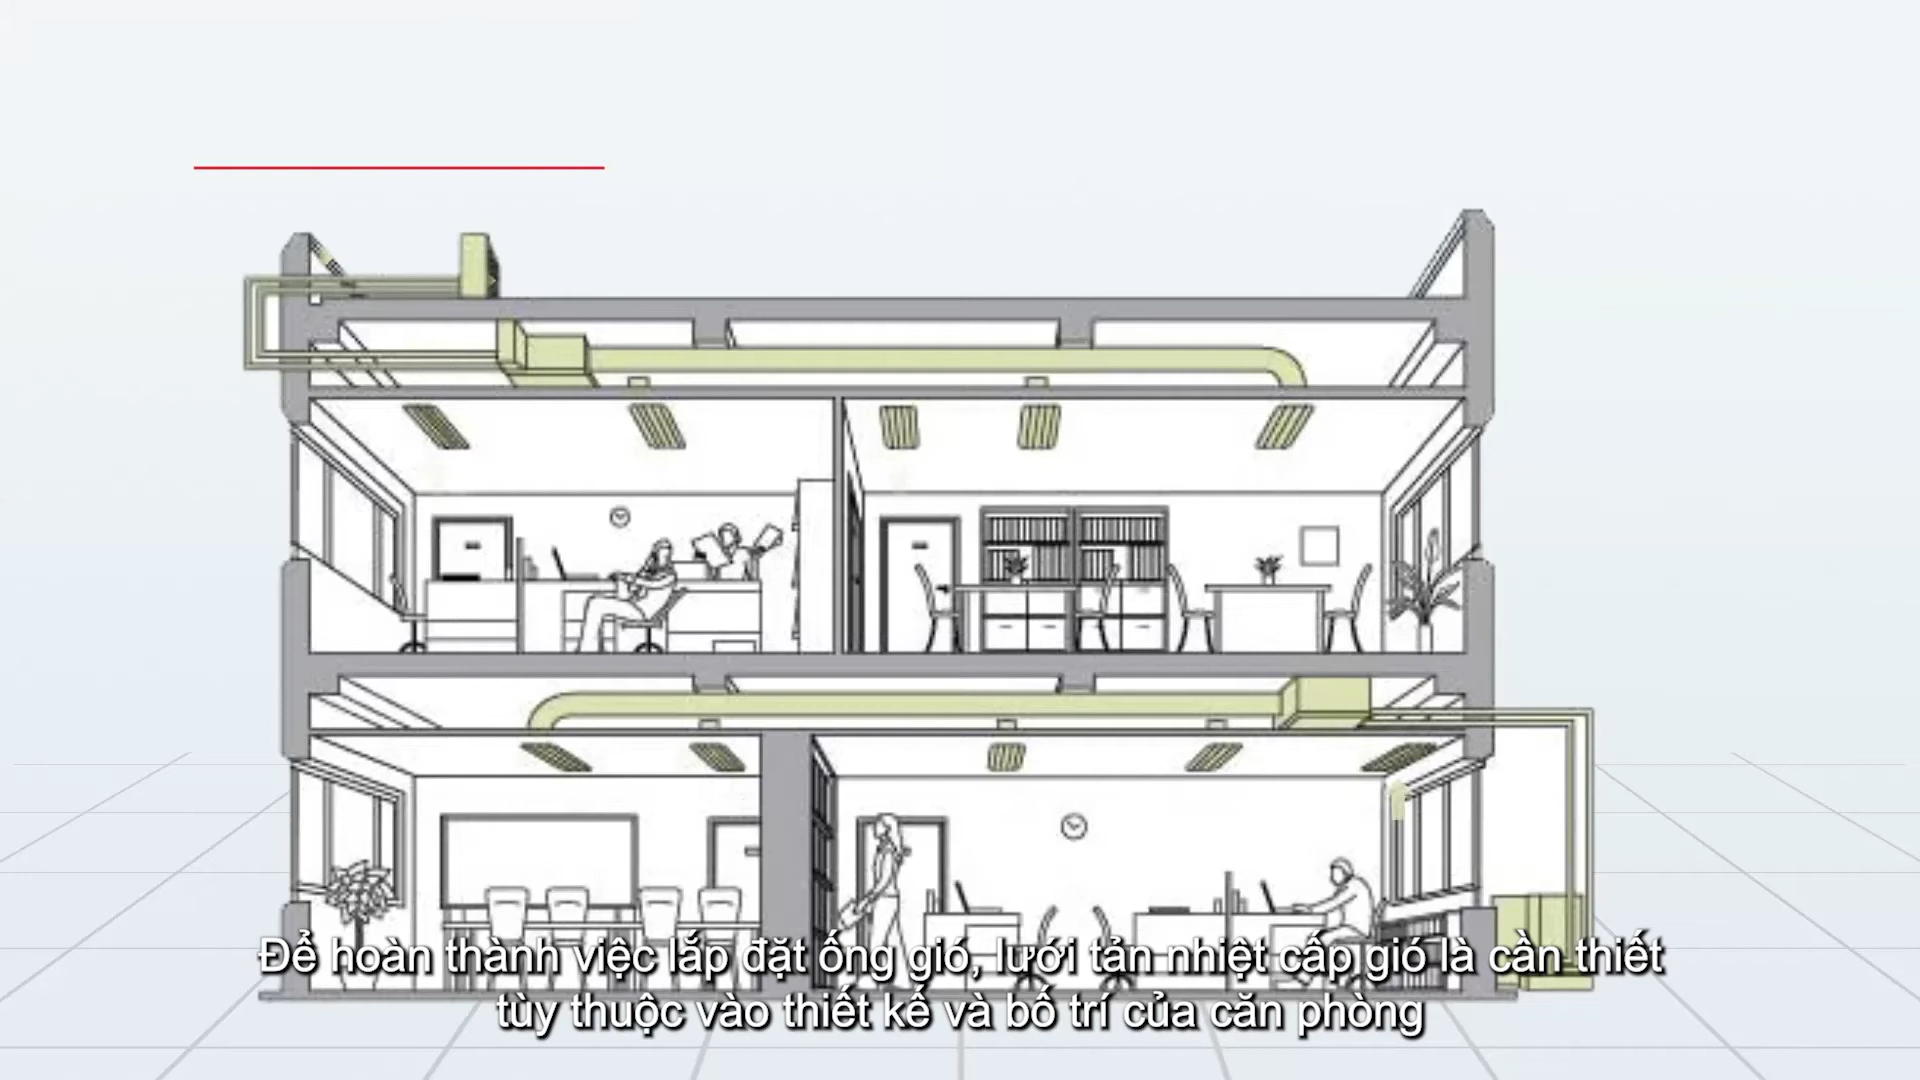 Để hoàn thành việc lắp đặt ống gió, lưới tản nhiệt cấp gió là cần thiết
tùy thuộc vào thiết kế và bố trí của căn phòng